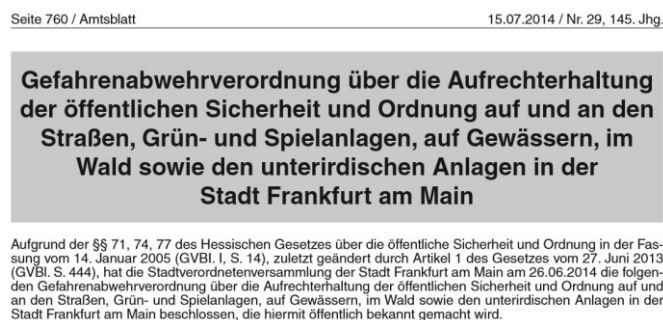 Seite 760 / Amtsblatt 15.07.2014 / Nr. 29, 145. Jhg.
Gefahrenabwehrverordnung über die Aufrechterhaltung
der öffentlichen Sicherheit und Ordnung auf und an den
Straßen, Grün- und Spielanlagen, auf Gewässern, im
Wald sowie den unterirdischen Anlagen in der
Stadt Frankfurt am Main
Aufgrund der §§ 71, 74, 77 des Hessischen Gesetzes über die öffentliche Sicherheit und Ordnung in der Fas-
sung vom 14. Januar 2005 (GVBl. I, S. 14), zuletzt geändert durch Artikel 1 des Gesetzes vom 27. Juni 2013
(GVBl. S. 444), hat die Stadtverordnetenversammlung der Stadt Frankfurt am Main am 26.06.2014 die folgen-
den Gefahrenabwehrverordnung über die Aufrechterhaltung der öffentlichen Sicherheit und Ordnung auf und
an den Straßen, Grün- und Spielanlagen, auf Gewässern, im Wald sowie den unterirdischen Anlagen in der
Stadt Frankfurt am Main beschlossen, die hiermit öffentlich bekannt gemacht wird.